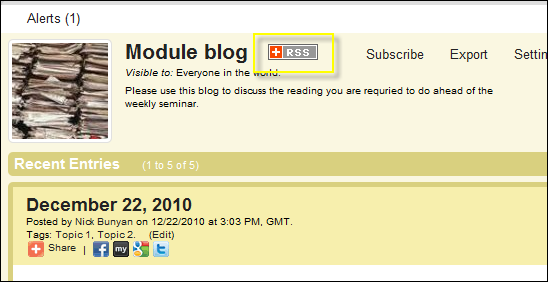 Alerts (1)
Module blog RSS Subscribe Export Settin
Visible to: Everyone in the world.
Please use this blog to discuss the reading you are requried to do ahead of the
weekly seminar.
Recent Entries (1 to 5 of 5)
December 22, 2010
Posted by Nick Bunyan on 12/22/2010 at 3:03 PM, GMT.
Tags: Topic 1, Topic 2. (Edit)
Share | f my g t